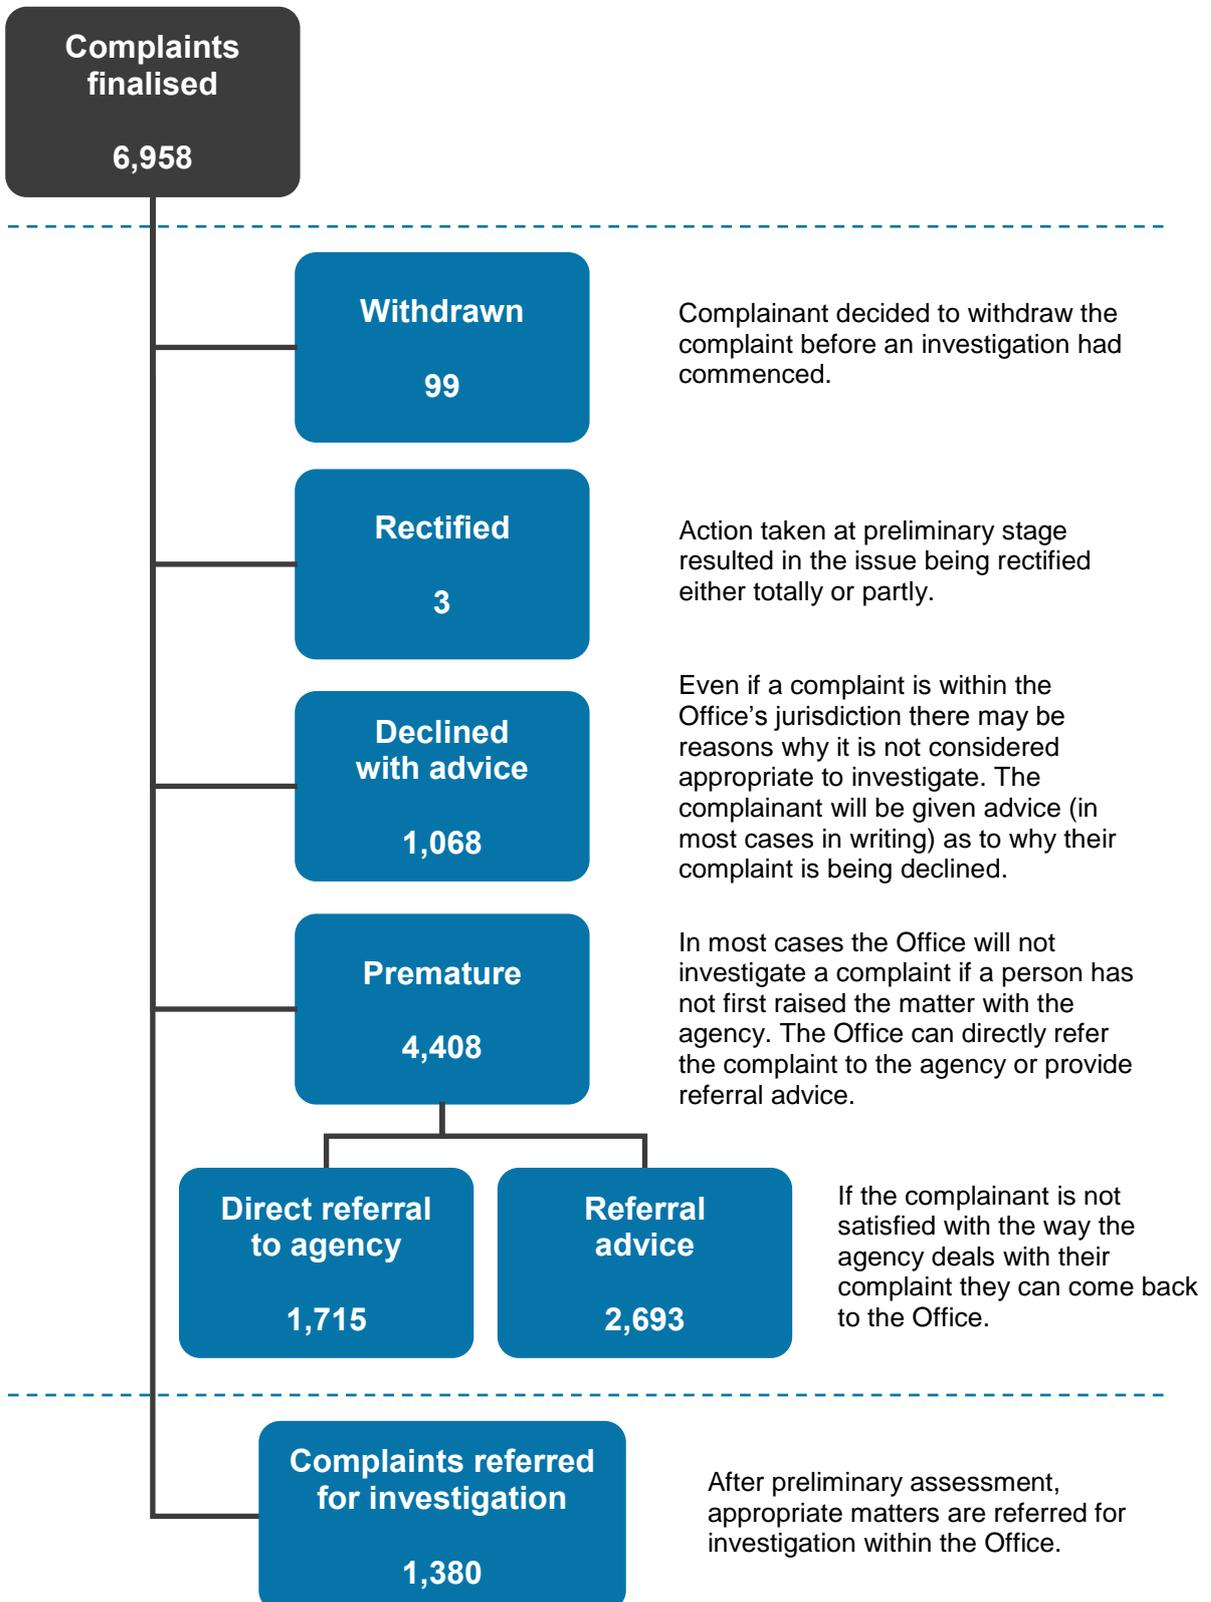 Complaints
finalised
6,958
Withdrawn
99
Complainant decided to withdraw the
complaint before an investigation had
commenced.
Rectified
3
Action taken at preliminary stage
resulted in the issue being rectified
either totally or partly.
Declined
with advice
1,068
Even if a complaint is within the
Office's jurisdiction there may be
reasons why it is not considered
appropriate to investigate. The
complainant will be given advice (in
most cases in writing) as to why their
complaint is being declined.
Premature
4,408
In most cases the Office will not
investigate a complaint if a person has
not first raised the matter with the
agency. The Office can directly refer
the complaint to the agency or provide
referral advice.
Direct referral
to agency
1,715
Referral
advice
2,693
If the complainant is not
satisfied with the way the
agency deals with their
complaint they can come back
to the Office.
Complaints referred
for investigation
1,380
After preliminary assessment,
appropriate matters are referred for
investigation within the Office.